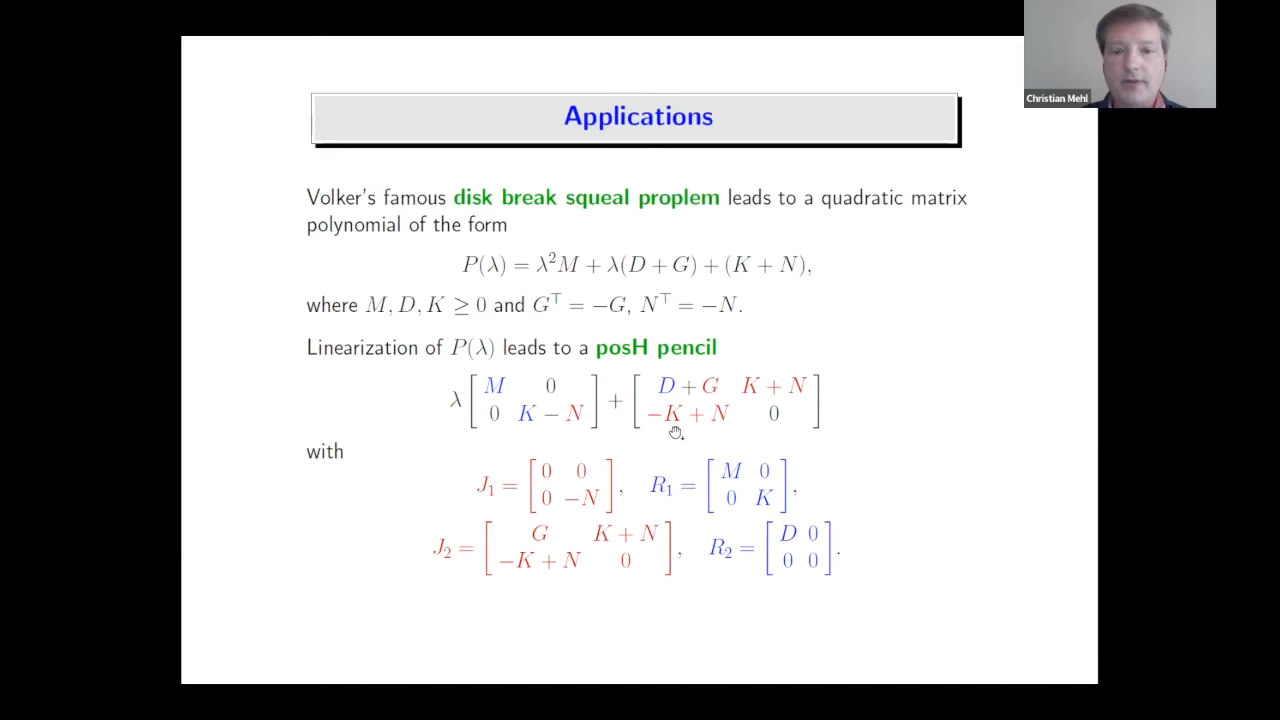 Applications
Christian Mehl
Volker's famous disk break squeal proplem leads to a quadratic matrix
polynomial of the form
P(λ) = λ²M + λ(D + G) + (K + N),
where M, D, K ≥ 0 and G⊤ = −G, N⊤ = −N.
Linearization of P(λ) leads to a posH pencil
λ [ M 0 ; 0 K − N ] + [ D + G K + N ; −K + N 0 ]
with
J₁ = [ 0 0 ; 0 −N ], R₁ = [ M 0 ; 0 K ],
J₂ = [ G K + N ; −K + N 0 ], R₂ = [ D 0 ; 0 0 ].